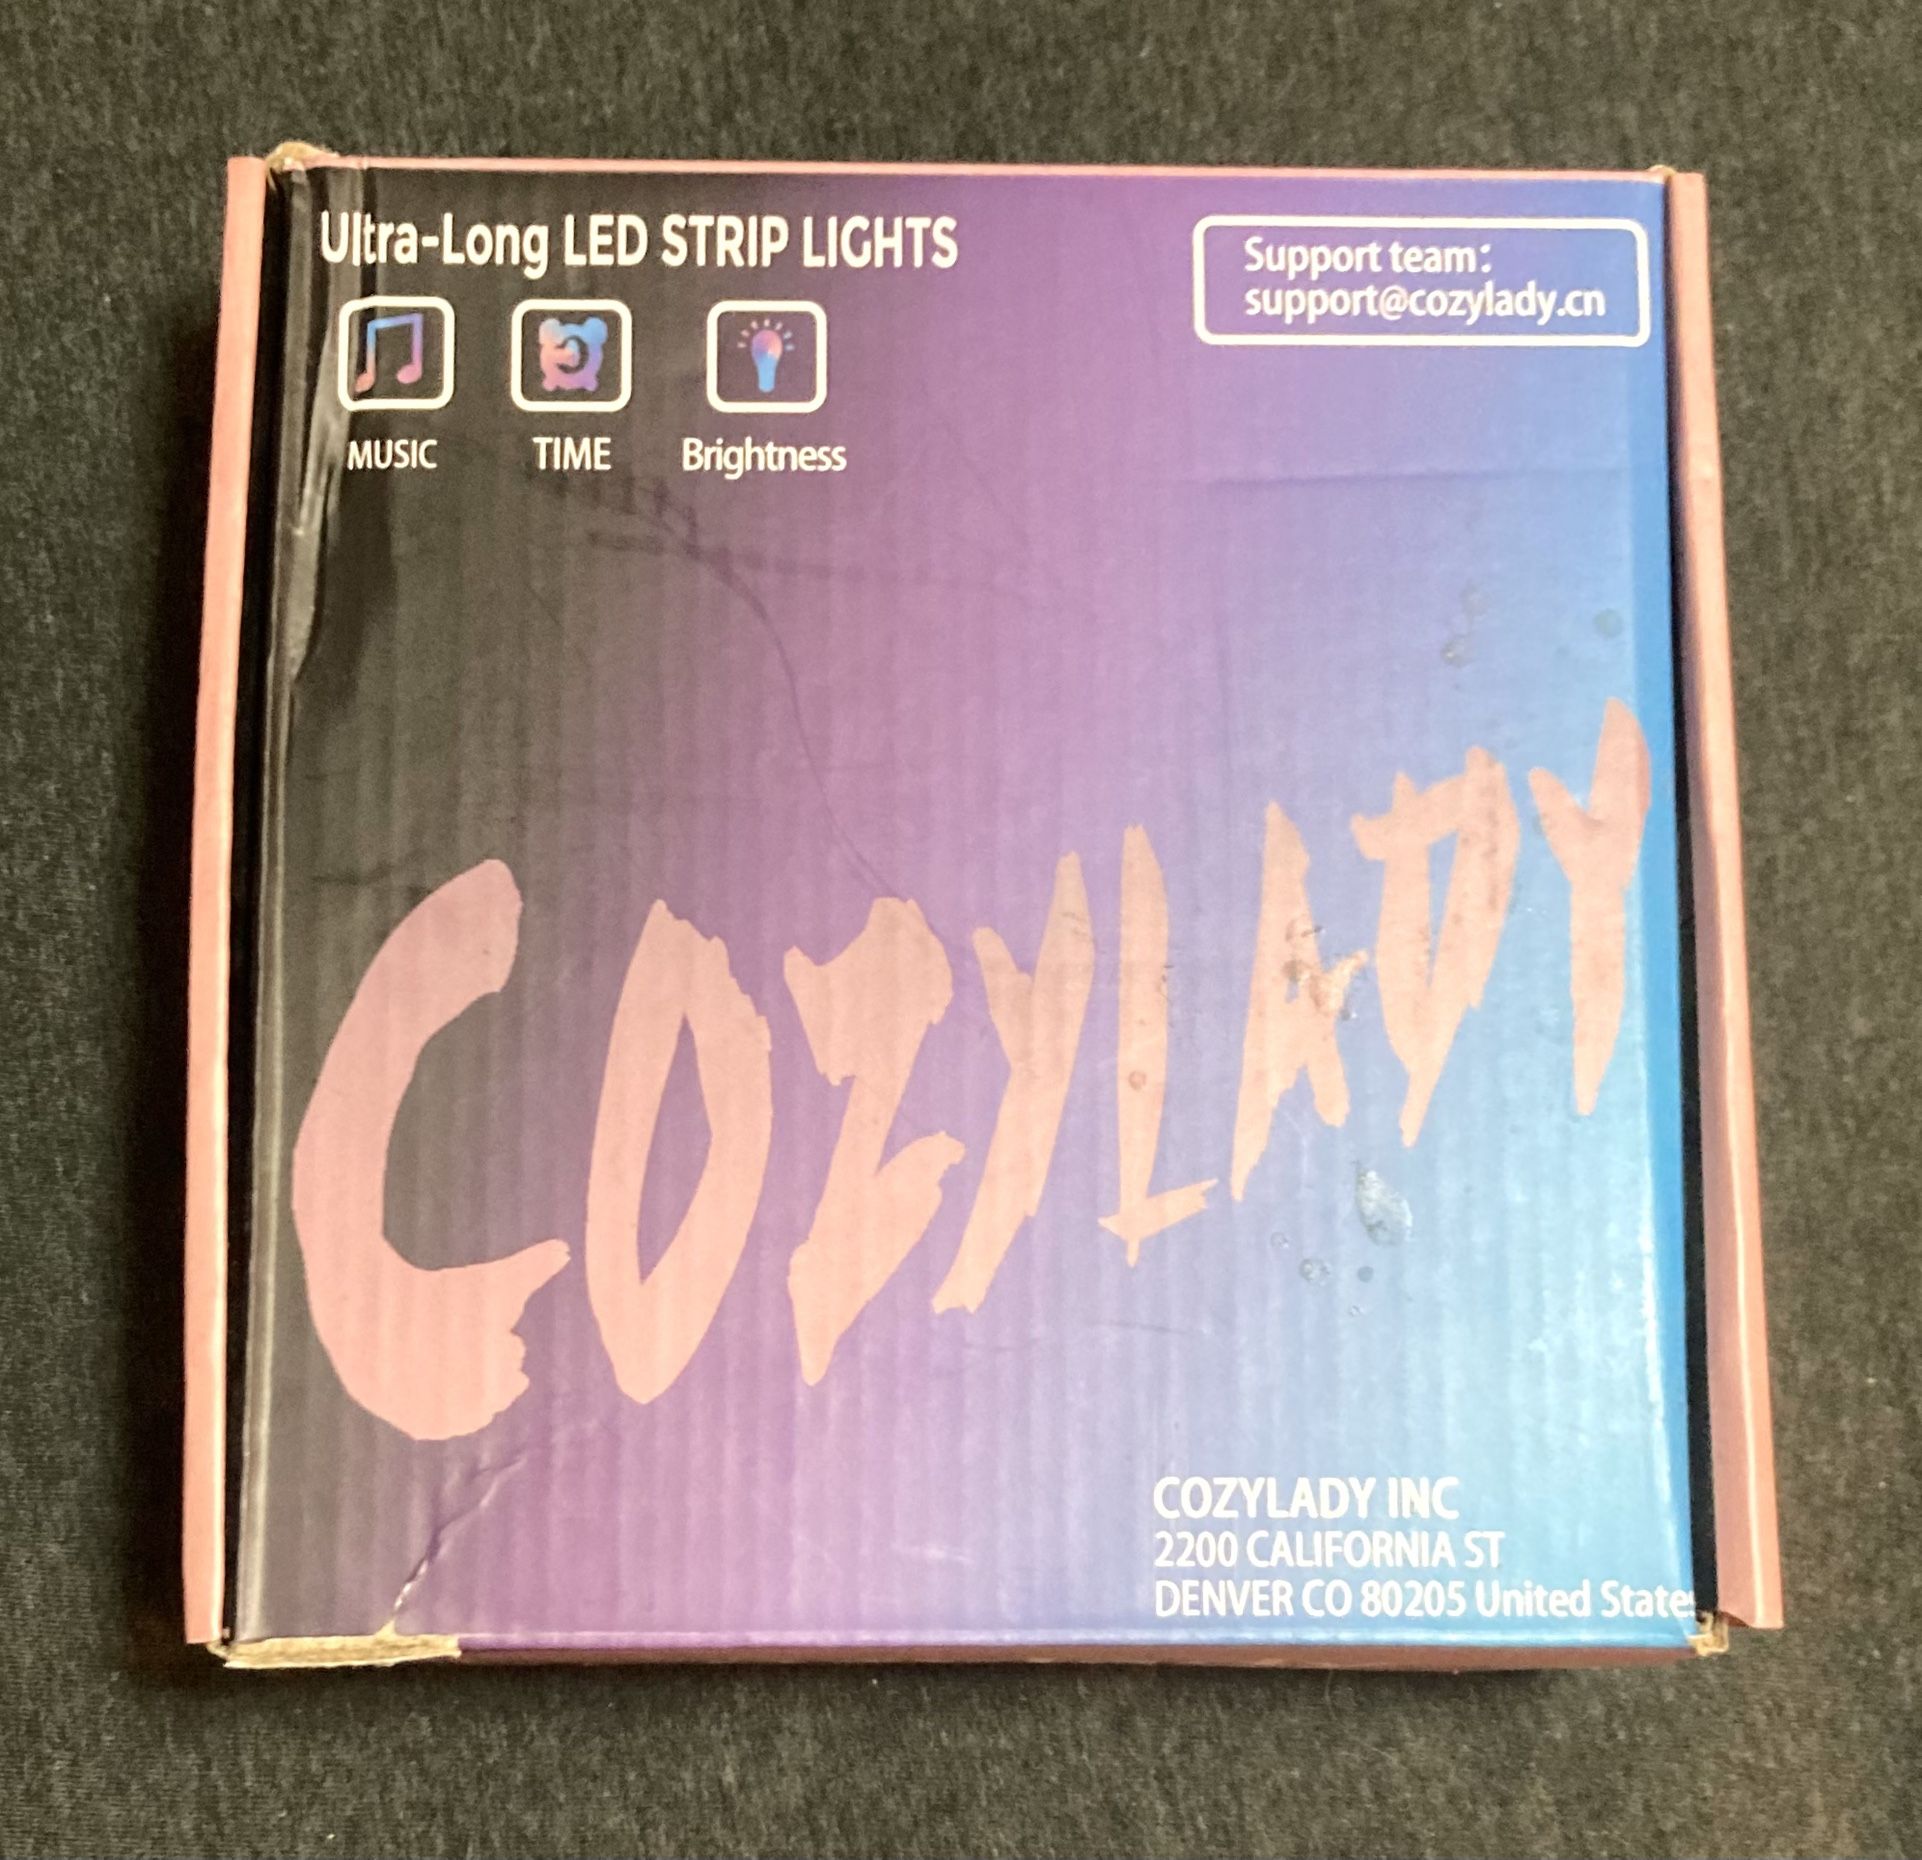 Ultra-Long LED STRIP LIGHTS
MUSIC
TIME
Brightness
Support team:
support@cozylady.cn
COZYLADY
COZYLADY INC
2200 CALIFORNIA ST
DENVER CO 80205 United States